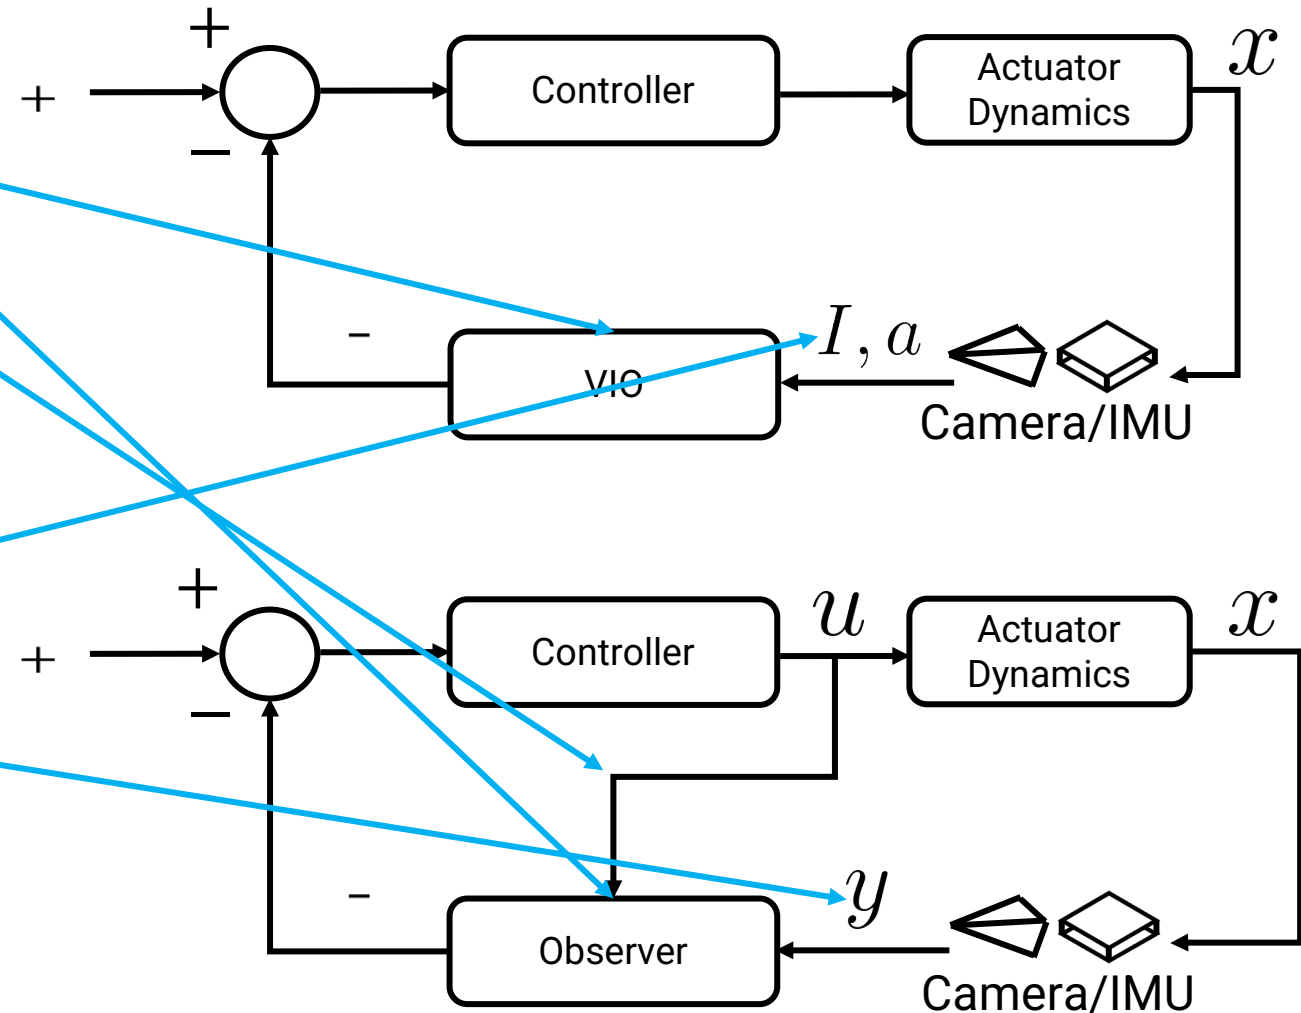 +
Controller
Actuator
Dynamics
x
+
−
-
VIO
I, a
Camera/IMU
+
Controller
u
Actuator
Dynamics
x
+
−
-
Observer
y
Camera/IMU